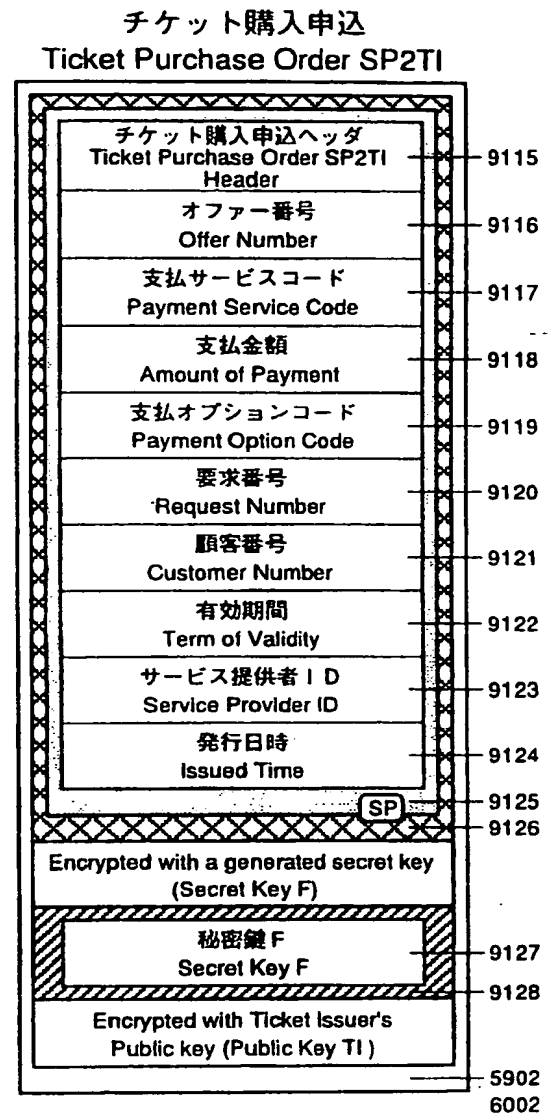 チケット購入申込
Ticket Purchase Order SP2TI
チケット購入申込ヘッダ
Ticket Purchase Order SP2TI
Header
9115
オファー番号
Offer Number
9116
支払サービスコード
Payment Service Code
9117
支払金額
Amount of Payment
9118
支払オプションコード
Payment Option Code
9119
要求番号
Request Number
9120
顧客番号
Customer Number
9121
有効期間
Term of Validity
9122
サービス提供者ID
Service Provider ID
9123
発行日時
Issued Time
9124
SP
9125
9126
Encrypted with a generated secret key
(Secret Key F)
秘密鍵F
Secret Key F
9127
9128
Encrypted with Ticket Issuer's
Public key (Public Key TI)
5902
6002